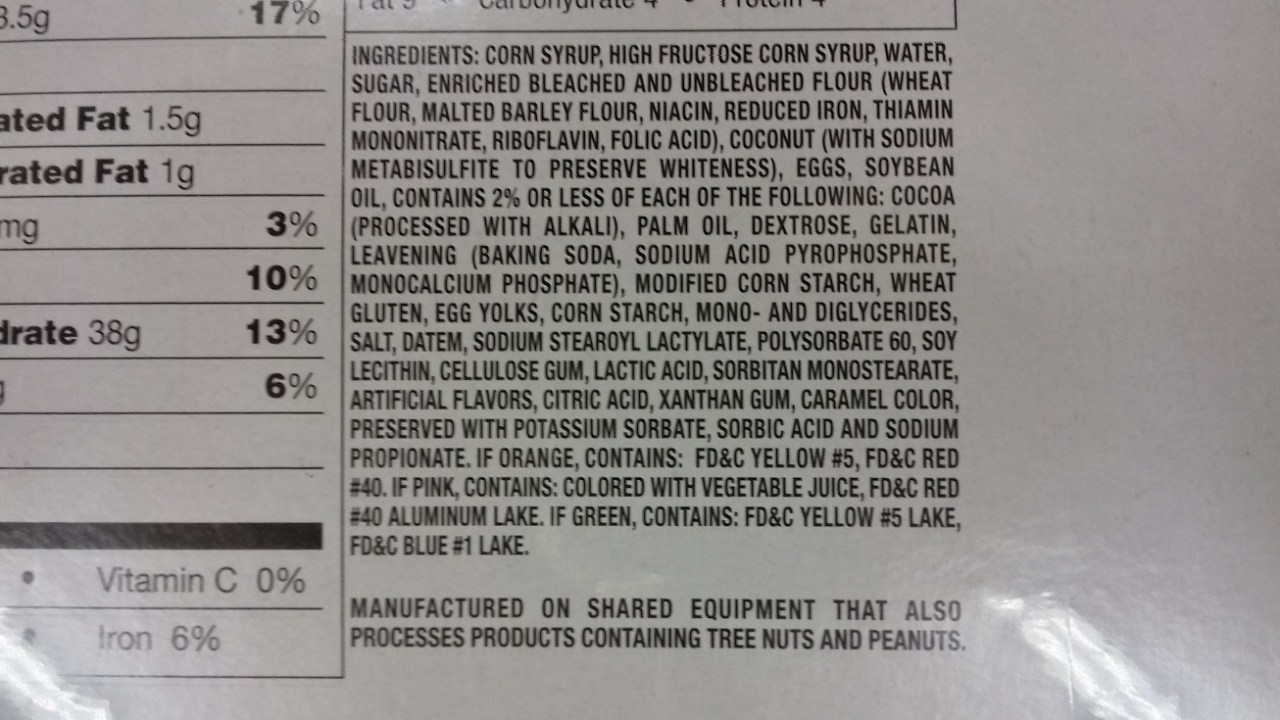 3.5g 17%
ated Fat 1.5g
rated Fat 1g
mg 3%
10%
drate 38g 13%
6%
• Vitamin C 0%
• Iron 6%
INGREDIENTS: CORN SYRUP, HIGH FRUCTOSE CORN SYRUP, WATER,
SUGAR, ENRICHED BLEACHED AND UNBLEACHED FLOUR (WHEAT
FLOUR, MALTED BARLEY FLOUR, NIACIN, REDUCED IRON, THIAMIN
MONONITRATE, RIBOFLAVIN, FOLIC ACID), COCONUT (WITH SODIUM
METABISULFITE TO PRESERVE WHITENESS), EGGS, SOYBEAN
OIL, CONTAINS 2% OR LESS OF EACH OF THE FOLLOWING: COCOA
(PROCESSED WITH ALKALI), PALM OIL, DEXTROSE, GELATIN,
LEAVENING (BAKING SODA, SODIUM ACID PYROPHOSPHATE,
MONOCALCIUM PHOSPHATE), MODIFIED CORN STARCH, WHEAT
GLUTEN, EGG YOLKS, CORN STARCH, MONO- AND DIGLYCERIDES,
SALT, DATEM, SODIUM STEAROYL LACTYLATE, POLYSORBATE 60, SOY
LECITHIN, CELLULOSE GUM, LACTIC ACID, SORBITAN MONOSTEARATE,
ARTIFICIAL FLAVORS, CITRIC ACID, XANTHAN GUM, CARAMEL COLOR,
PRESERVED WITH POTASSIUM SORBATE, SORBIC ACID AND SODIUM
PROPIONATE. IF ORANGE, CONTAINS: FD&C YELLOW #5, FD&C RED
#40. IF PINK, CONTAINS: COLORED WITH VEGETABLE JUICE, FD&C RED
#40 ALUMINUM LAKE. IF GREEN, CONTAINS: FD&C YELLOW #5 LAKE,
FD&C BLUE #1 LAKE.
MANUFACTURED ON SHARED EQUIPMENT THAT ALSO
PROCESSES PRODUCTS CONTAINING TREE NUTS AND PEANUTS.